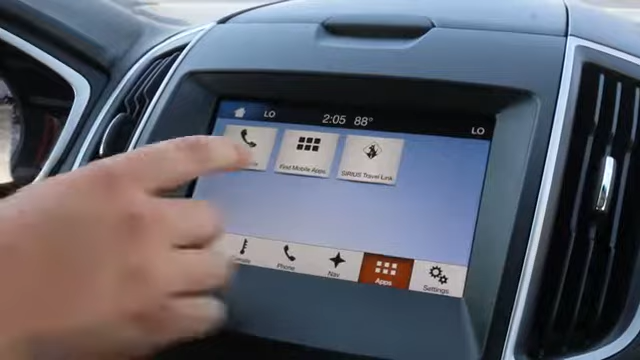 LO 2:05 88° LO
Find Mobile Apps
SIRIUS Travel Link
Phone
Nav
Apps
Settings